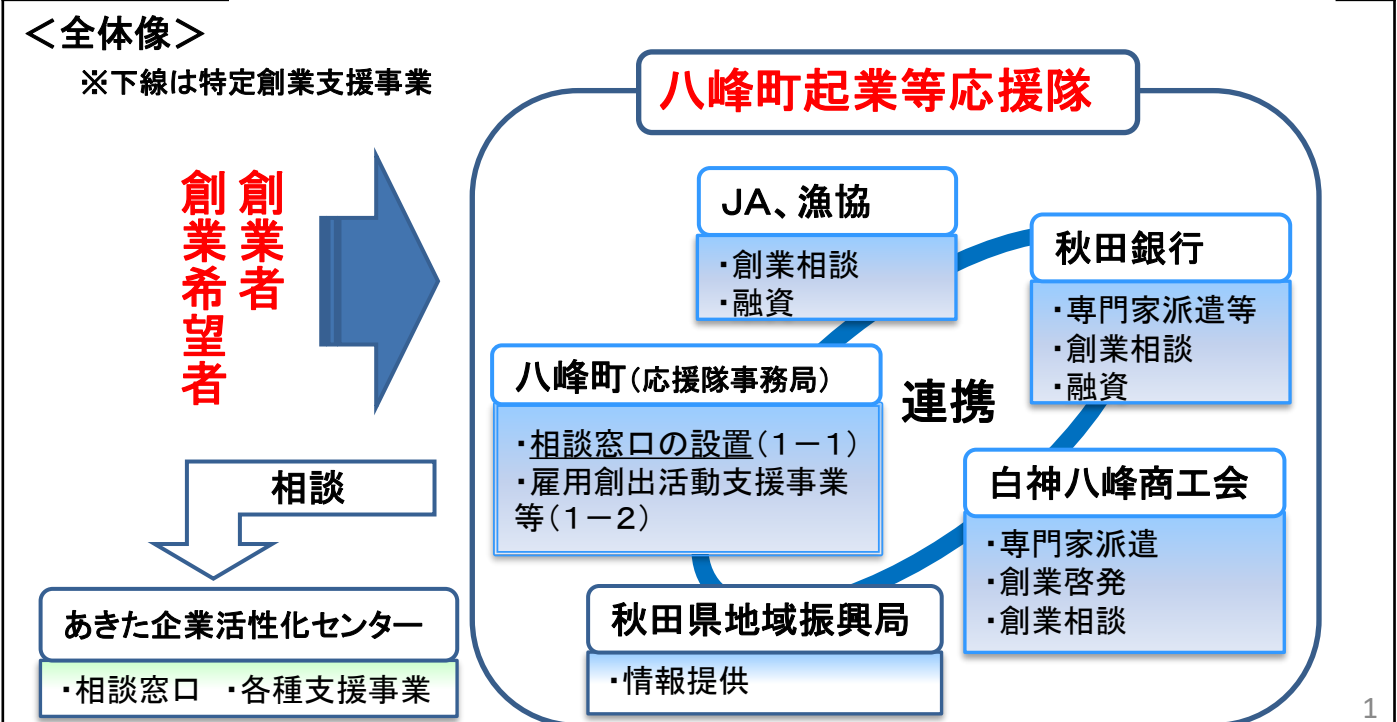 ＜全体像＞
※下線は特定創業支援事業
八峰町起業等応援隊
創業者
創業希望者
JA、漁協
・創業相談
・融資
秋田銀行
・専門家派遣等
・創業相談
・融資
八峰町（応援隊事務局）
・相談窓口の設置（１－１）
・雇用創出活動支援事業
等（１－２）
連携
白神八峰商工会
・専門家派遣
・創業啓発
・創業相談
秋田県地域振興局
・情報提供
相談
あきた企業活性化センター
・相談窓口　・各種支援事業
1